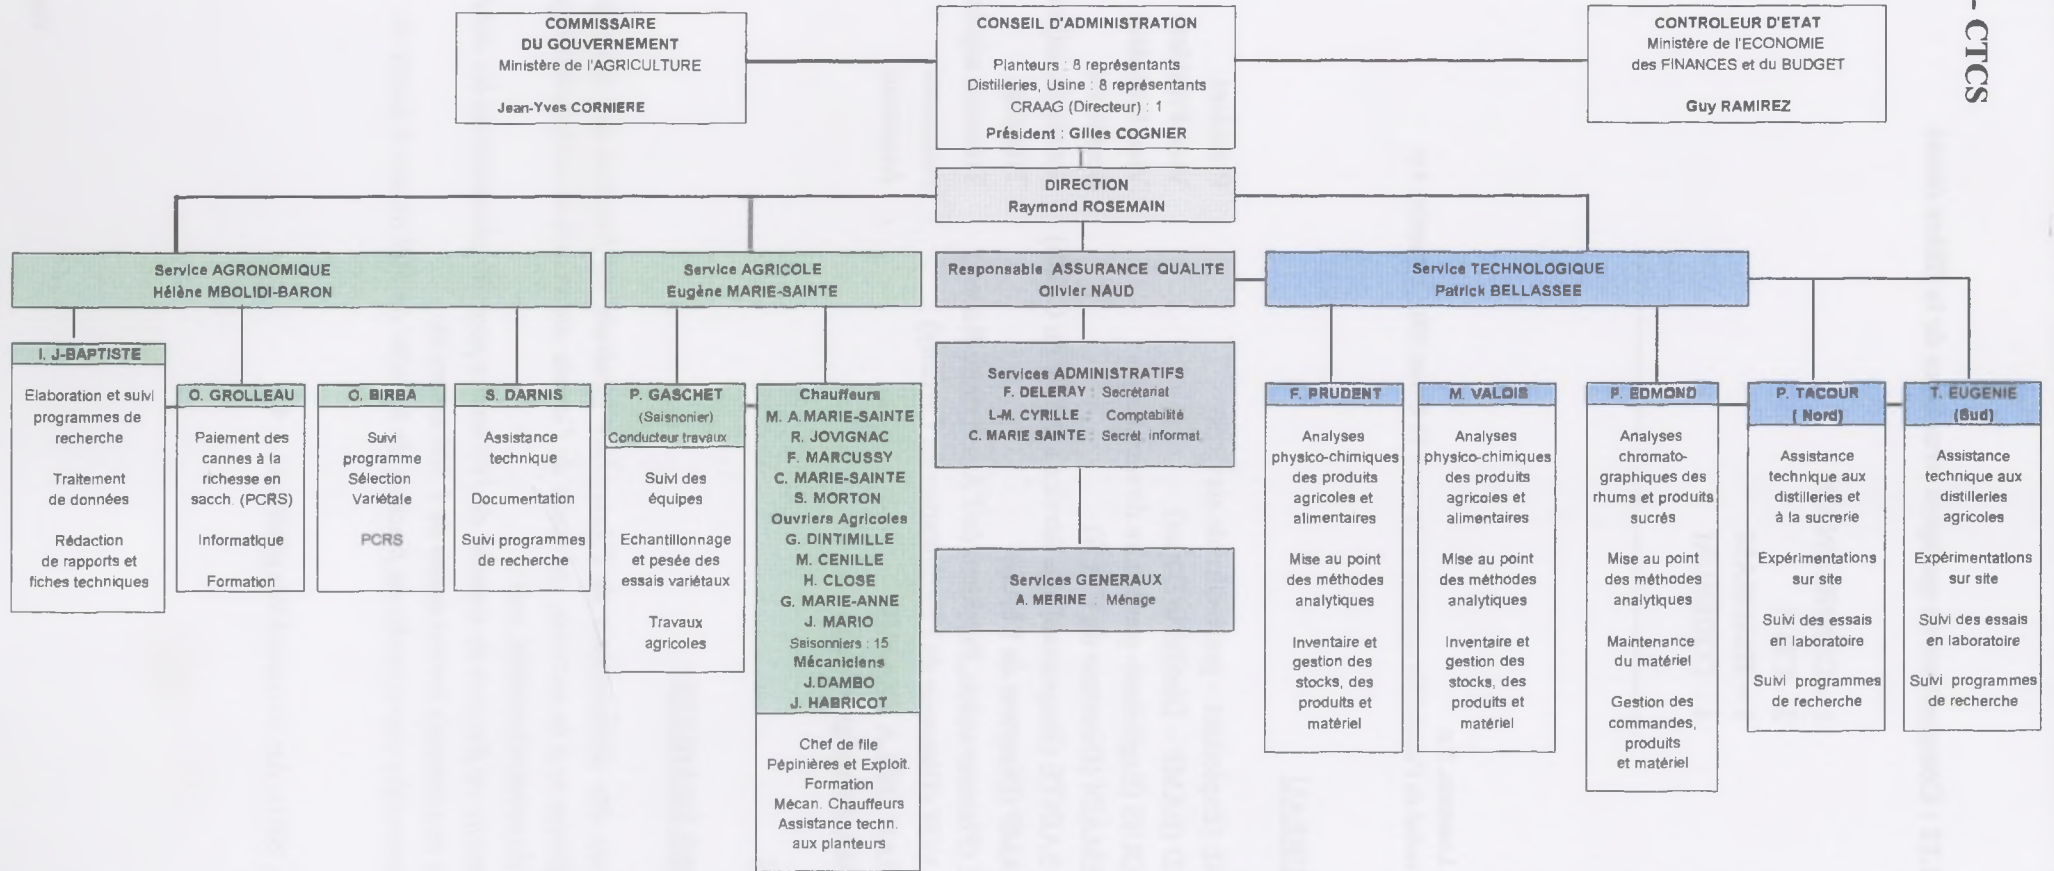 - CTCS
COMMISSAIRE
DU GOUVERNEMENT
Ministère de l'AGRICULTURE
Jean-Yves CORNIERE
CONSEIL D'ADMINISTRATION
Planteurs : 8 représentants
Distilleries, Usine : 8 représentants
CRAAG (Directeur) : 1
Président : Gilles COGNIER
CONTROLEUR D'ETAT
Ministère de l'ECONOMIE
des FINANCES et du BUDGET
Guy RAMIREZ
DIRECTION
Raymond ROSEMAIN
Service AGRONOMIQUE
Hélène MBOLIDI-BARON
Service AGRICOLE
Eugène MARIE-SAINTE
Responsable ASSURANCE QUALITE
Olivier NAUD
Service TECHNOLOGIQUE
Patrick BELLASSEE
I. J-BAPTISTE
Elaboration et suivi
programmes de
recherche
Traitement
de données
Rédaction
de rapports et
fiches techniques
O. GROLLEAU
Paiement des
cannes à la
richesse en
sacch. (PCRS)
Informatique
Formation
O. BIRBA
Suivi
programme
Sélection
Variétale
PCRS
S. DARNIS
Assistance
technique
Documentation
Suivi programmes
de recherche
P. GASCHET
(Saisnonier)
Conducteur travaux
Suivi des
équipes
Echantillonnage
et pesée des
essais variétaux
Travaux
agricoles
Chauffeurs
M. A.MARIE-SAINTE
R. JOVIGNAC
F. MARCUSSY
C. MARIE-SAINTE
S. MORTON
Ouvriers Agricoles
G. DINTIMILLE
M. CENILLE
H. CLOSE
G. MARIE-ANNE
J. MARIO
Saisonniers : 15
Mécaniciens
J.DAMBO
J. HABRICOT
Chef de file
Pépinières et Exploit.
Formation
Mécan. Chauffeurs
Assistance techn.
aux planteurs
Services ADMINISTRATIFS
F. DELERAY : Secrétariat
L-M. CYRILLE : Comptabilité
C. MARIE SAINTE : Secrét. informat.
Services GENERAUX
A. MERINE : Ménage
F. PRUDENT
Analyses
physico-chimiques
des produits
agricoles et
alimentaires
Mise au point
des méthodes
analytiques
Inventaire et
gestion des
stocks, des
produits et
matériel
M. VALOIS
Analyses
physico-chimiques
des produits
agricoles et
alimentaires
Mise au point
des méthodes
analytiques
Inventaire et
gestion des
stocks, des
produits et
matériel
P. EDMOND
Analyses
chromato-
graphiques des
rhums et produits
sucrés
Mise au point
des méthodes
analytiques
Maintenance
du matériel
Gestion des
commandes,
produits
et matériel
P. TACOUR
( Nord)
Assistance
technique aux
distilleries et
à la sucrerie
Expérimentations
sur site
Suivi des essais
en laboratoire
Suivi programmes
de recherche
T. EUGENIE
(Sud)
Assistance
technique aux
distilleries
agricoles
Expérimentations
sur site
Suivi des essais
en laboratoire
Suivi programmes
de recherche